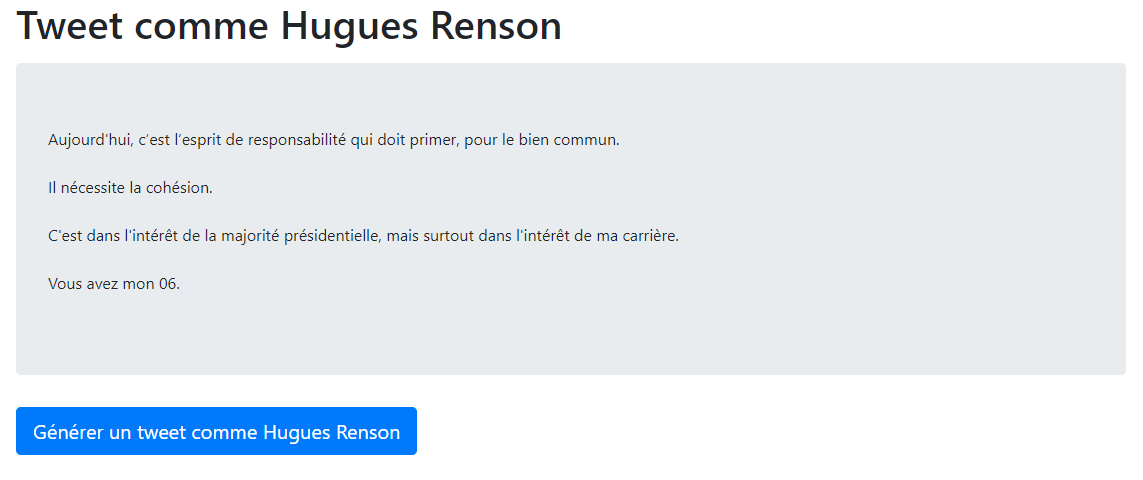 Tweet comme Hugues Renson
Aujourd'hui, c'est l'esprit de responsabilité qui doit primer, pour le bien commun.
Il nécessite la cohésion.
C'est dans l'intérêt de la majorité présidentielle, mais surtout dans l'intérêt de ma carrière.
Vous avez mon 06.
Générer un tweet comme Hugues Renson